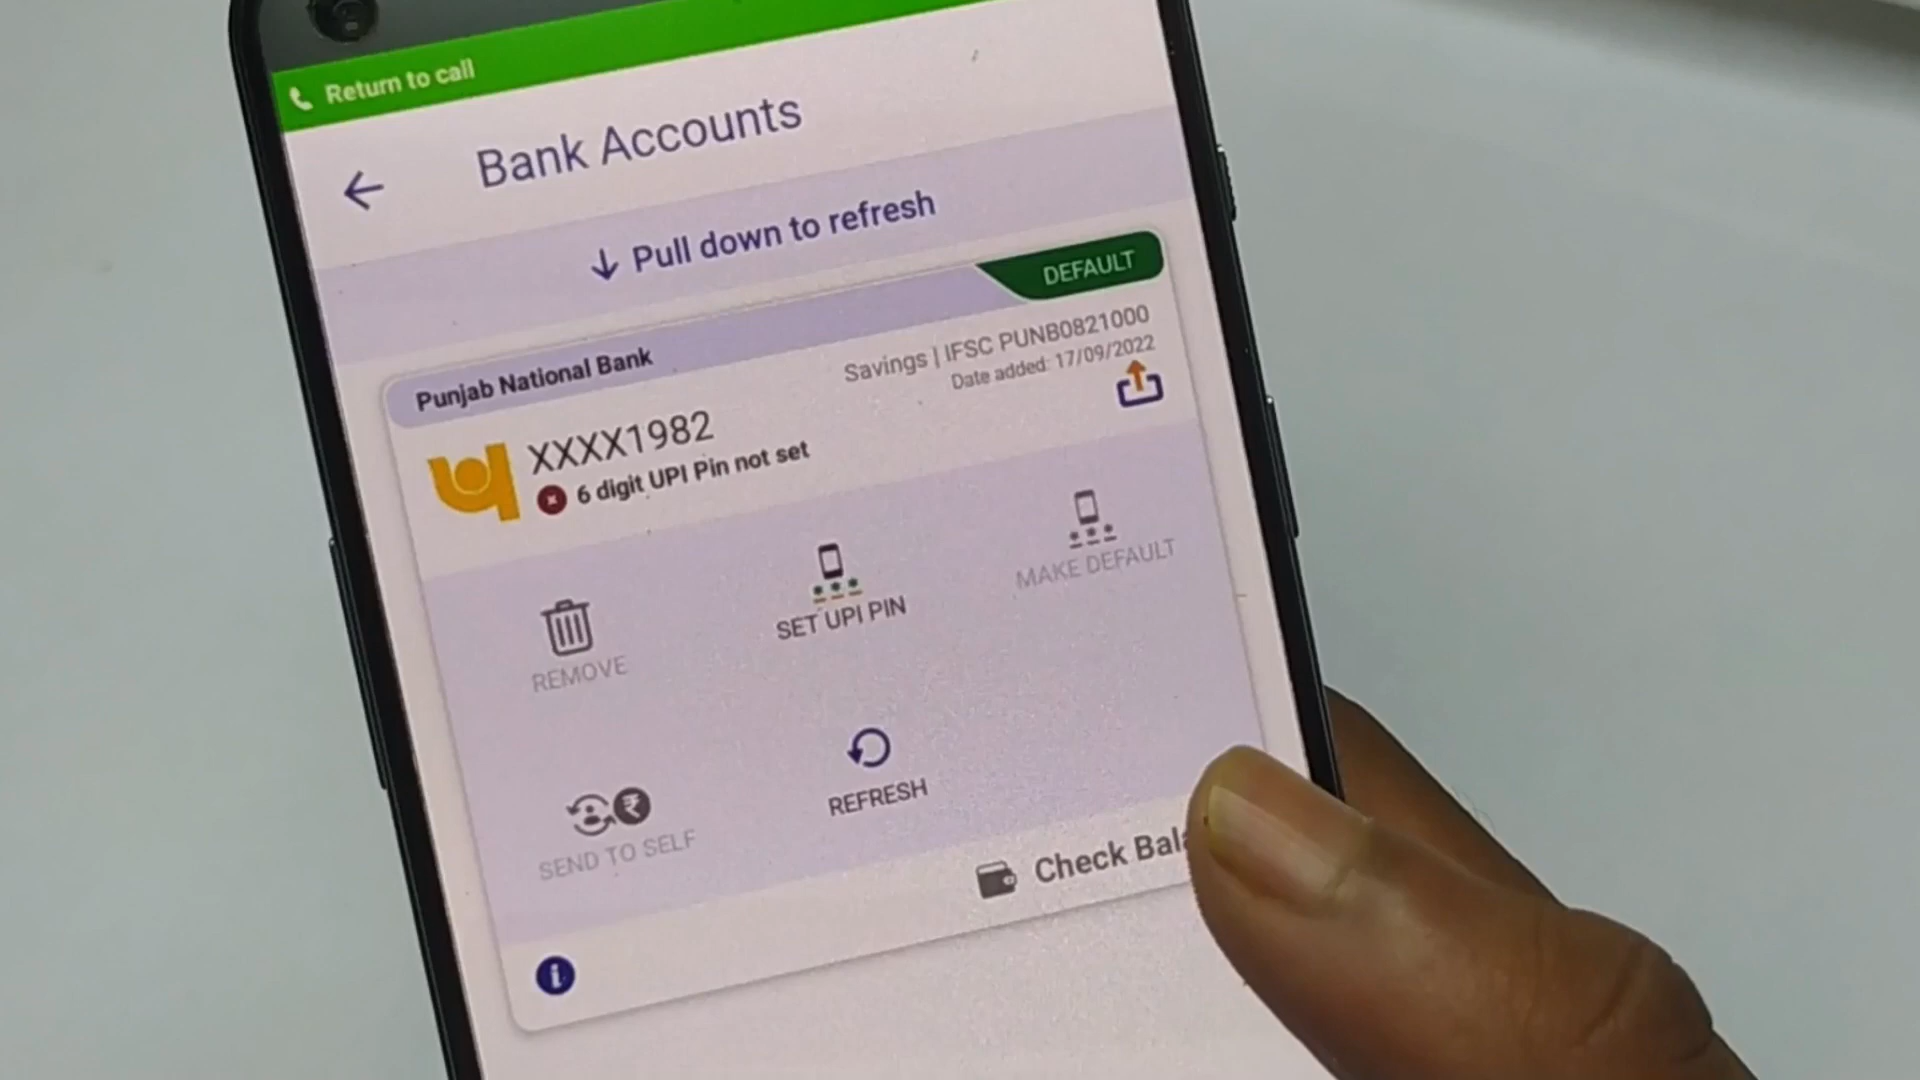 Return to call
Bank Accounts
↓ Pull down to refresh
DEFAULT
Punjab National Bank
Savings | IFSC PUNB0821000
Date added: 17/09/2022
XXXX1982
6 digit UPI Pin not set
REMOVE
SET UPI PIN
MAKE DEFAULT
SEND TO SELF
REFRESH
Check